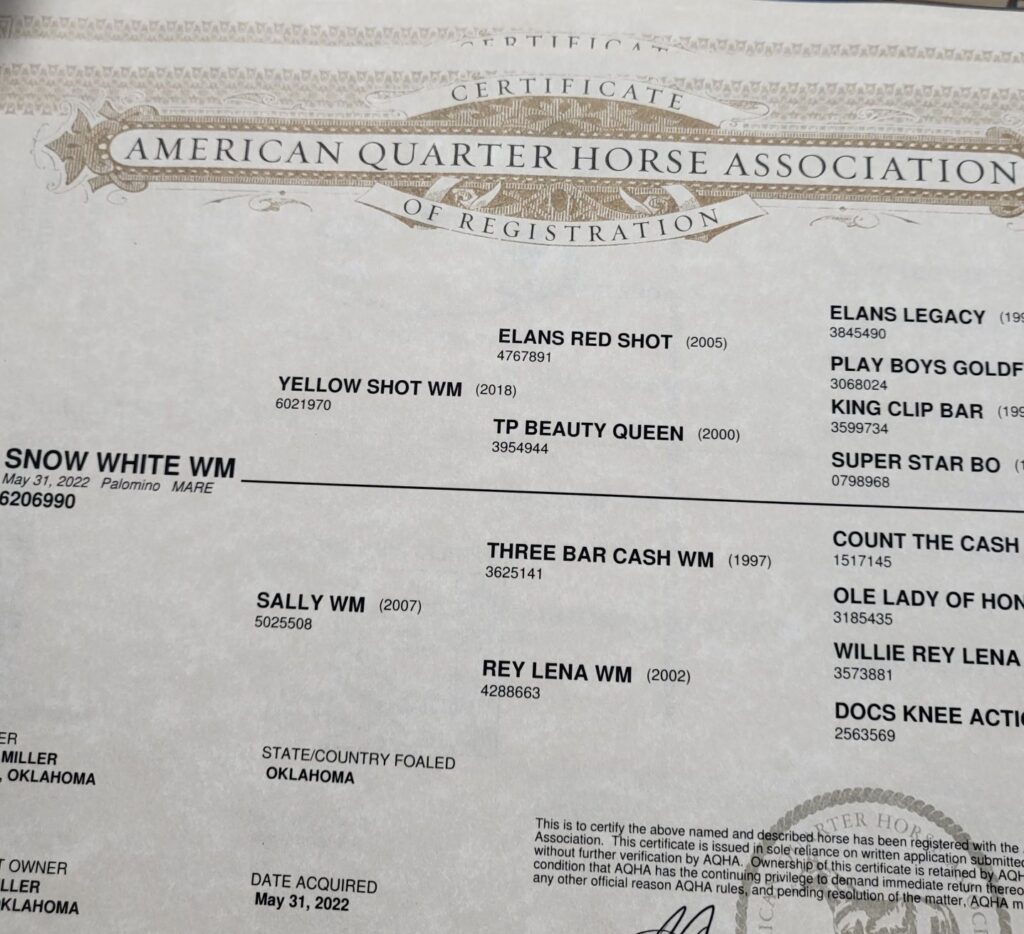 CERTIFICATE
AMERICAN QUARTER HORSE ASSOCIATION
OF REGISTRATION
ELANS LEGACY
3845490
ELANS RED SHOT (2005)
4767891
PLAY BOYS GOLDF
3068024
YELLOW SHOT WM (2018)
6021970
KING CLIP BAR
3599734
TP BEAUTY QUEEN (2000)
3954944
SUPER STAR BO
0798968
SNOW WHITE WM
May 31, 2022 Palomino MARE
6206990
COUNT THE CASH
1517145
THREE BAR CASH WM (1997)
3625141
OLE LADY OF HON
3185435
SALLY WM (2007)
5025508
WILLIE REY LENA
3573881
REY LENA WM (2002)
4288663
DOCS KNEE ACTI
2563569
ER
MILLER
, OKLAHOMA
STATE/COUNTRY FOALED
OKLAHOMA
T OWNER
LLER
KLAHOMA
DATE ACQUIRED
May 31, 2022
This is to certify the above named and described horse has been registered with the
Association. This certificate is issued in sole reliance on written application submitted
without further verification by AQHA. Ownership of this certificate is retained by AQH
condition that AQHA has the continuing privilege to demand immediate return thereo
any other official reason AQHA rules, and pending resolution of the matter, AQHA m